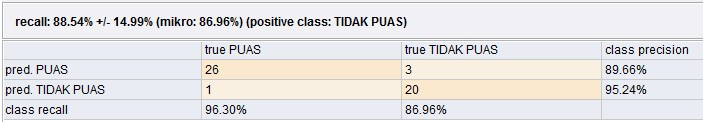 recall: 88.54% +/- 14.99% (mikro: 86.96%) (positive class: TIDAK PUAS)
true PUAS true TIDAK PUAS class precision
pred. PUAS 26 3 89.66%
pred. TIDAK PUAS 1 20 95.24%
class recall 96.30% 86.96%